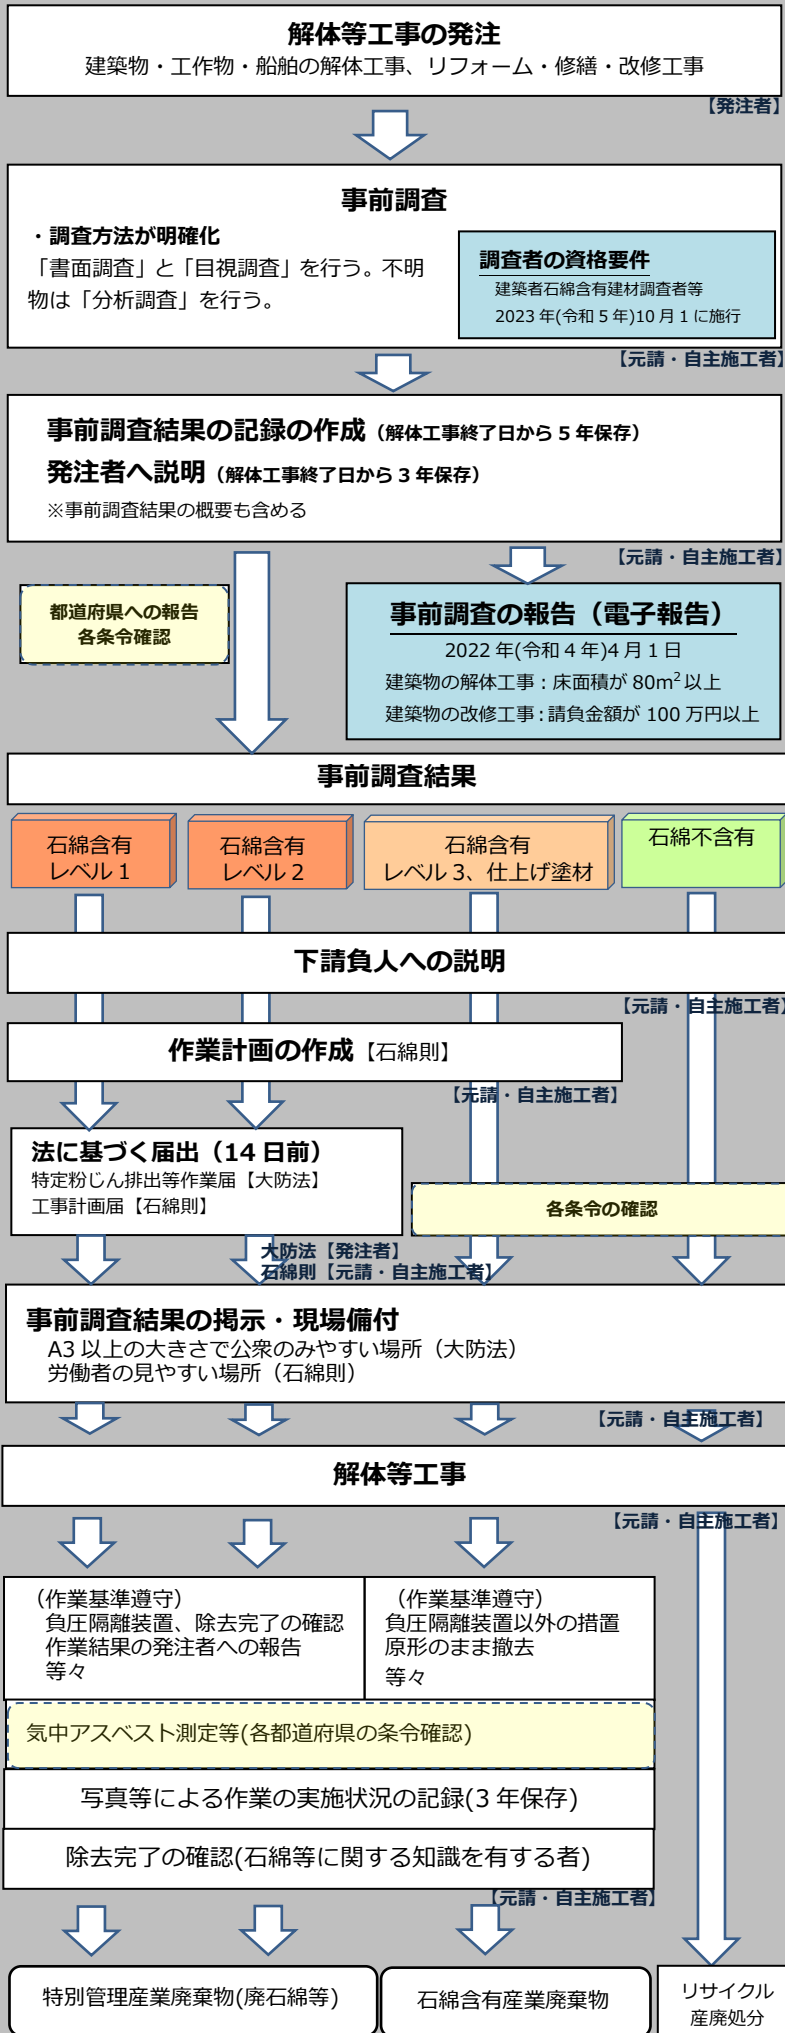 解体等工事の発注
建築物・工作物・船舶の解体工事、リフォーム・修繕・改修工事
【発注者】
事前調査
・調査方法が明確化
「書面調査」と「目視調査」を行う。不明
物は「分析調査」を行う。
調査者の資格要件
建築者石綿含有建材調査者等
2023年(令和5年)10月1に施行
【元請・自主施工者】
事前調査結果の記録の作成（解体工事終了日から5年保存）
発注者へ説明（解体工事終了日から3年保存）
※事前調査結果の概要も含める
【元請・自主施工者】
都道府県への報告
各条令確認
事前調査の報告（電子報告）
2022年(令和4年)4月1日
建築物の解体工事：床面積が80m²以上
建築物の改修工事：請負金額が100万円以上
事前調査結果
石綿含有
レベル1
石綿含有
レベル2
石綿含有
レベル3、仕上げ塗材
石綿不含有
下請負人への説明
【元請・自主施工者】
作業計画の作成【石綿則】
【元請・自主施工者】
法に基づく届出（14日前）
特定粉じん排出等作業届【大防法】
工事計画届【石綿則】
各条令の確認
大防法【発注者】
石綿則【元請・自主施工者】
事前調査結果の掲示・現場備付
A3以上の大きさで公衆のみやすい場所（大防法）
労働者の見やすい場所（石綿則）
【元請・自主施工者】
解体等工事
【元請・自主施工者】
（作業基準遵守）
負圧隔離装置、除去完了の確認
作業結果の発注者への報告
等々
（作業基準遵守）
負圧隔離装置以外の措置
原形のまま撤去
等々
気中アスベスト測定等(各都道府県の条令確認)
写真等による作業の実施状況の記録(3年保存)
除去完了の確認(石綿等に関する知識を有する者)
【元請・自主施工者】
特別管理産業廃棄物(廃石綿等)
石綿含有産業廃棄物
リサイクル
産廃処分